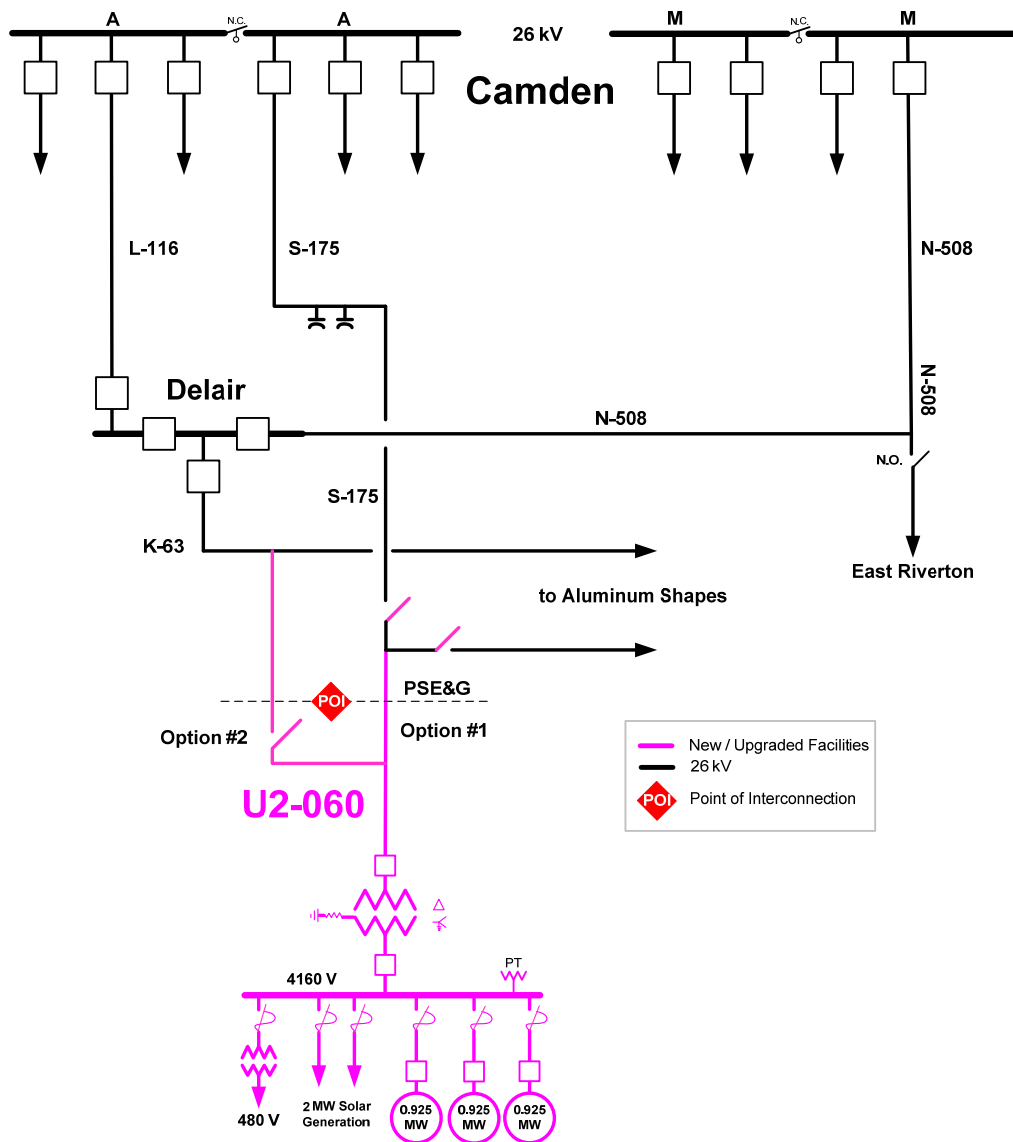 A
N.C.
A
26 kV
M
N.C.
M
Camden
L-116
S-175
N-508
N-508
Delair
N-508
N.O.
S-175
K-63
East Riverton
to Aluminum Shapes
PSE&G
POI
Option #2
Option #1
New / Upgraded Facilities
26 kV
POI
Point of Interconnection
U2-060
PT
4160 V
480 V
2 MW Solar
Generation
0.925
MW
0.925
MW
0.925
MW